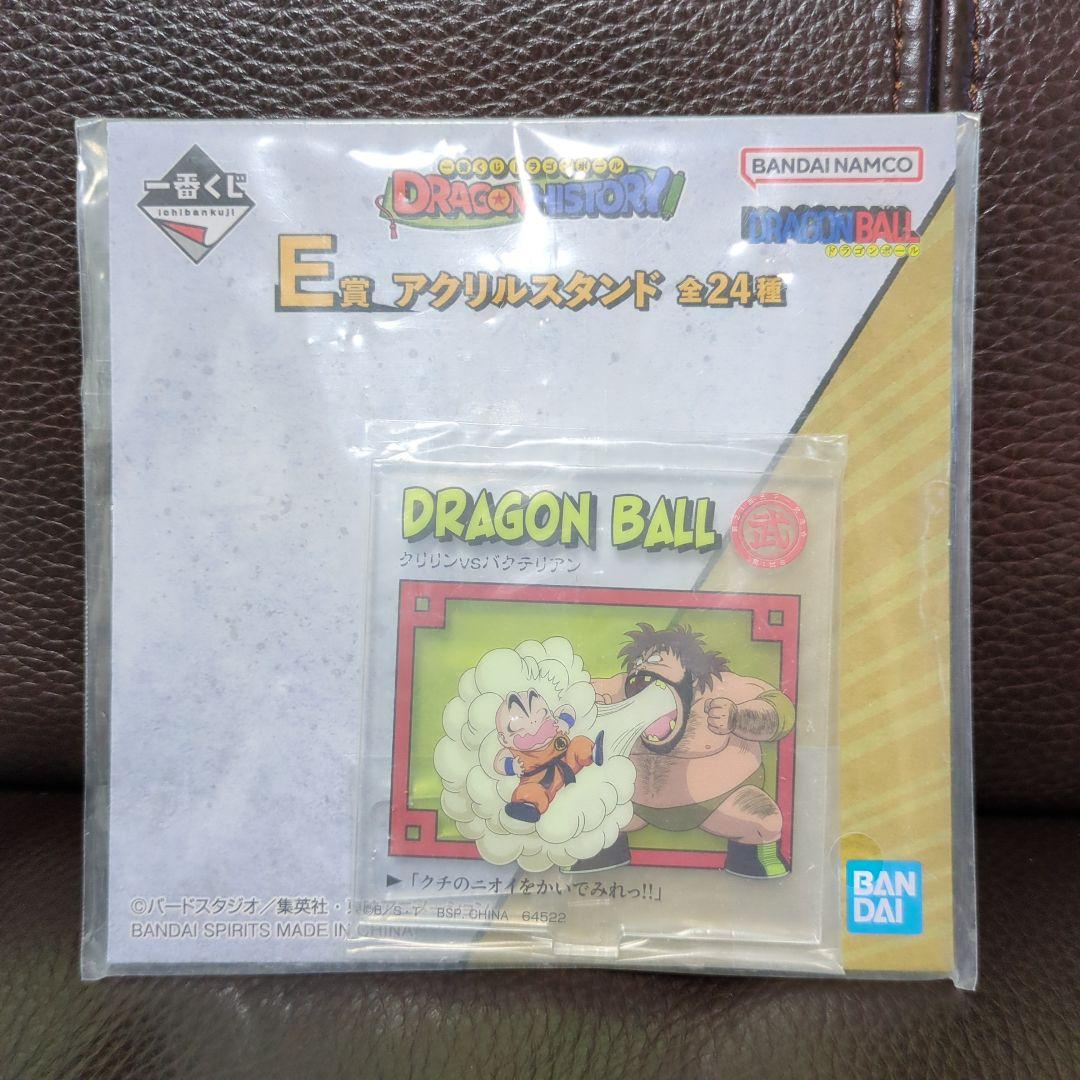 一番くじ
ichibankuji
一番くじ ドラゴンボール
DRAGON HISTORY
BANDAI NAMCO
DRAGON BALL
ドラゴンボール
E賞 アクリルスタンド 全24種
DRAGON BALL
武
クリリンvsバクテリアン
▶「クチのニオイをかいでみれっ!!」
©バードスタジオ/集英社・
©B/S・T BSP, CHINA 64522
BANDAI SPIRITS MADE IN CHINA
BAN
DAI